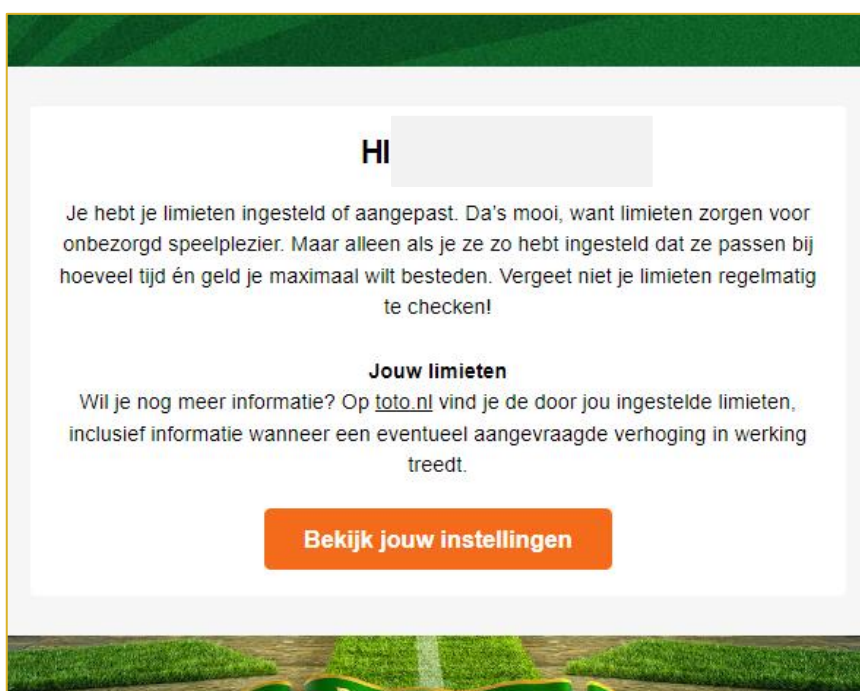 HI
Je hebt je limieten ingesteld of aangepast. Da's mooi, want limieten zorgen voor
onbezorgd speelplezier. Maar alleen als je ze zo hebt ingesteld dat ze passen bij
hoeveel tijd én geld je maximaal wilt besteden. Vergeet niet je limieten regelmatig
te checken!
Jouw limieten
Wil je nog meer informatie? Op toto.nl vind je de door jou ingestelde limieten,
inclusief informatie wanneer een eventueel aangevraagde verhoging in werking
treedt.
Bekijk jouw instellingen